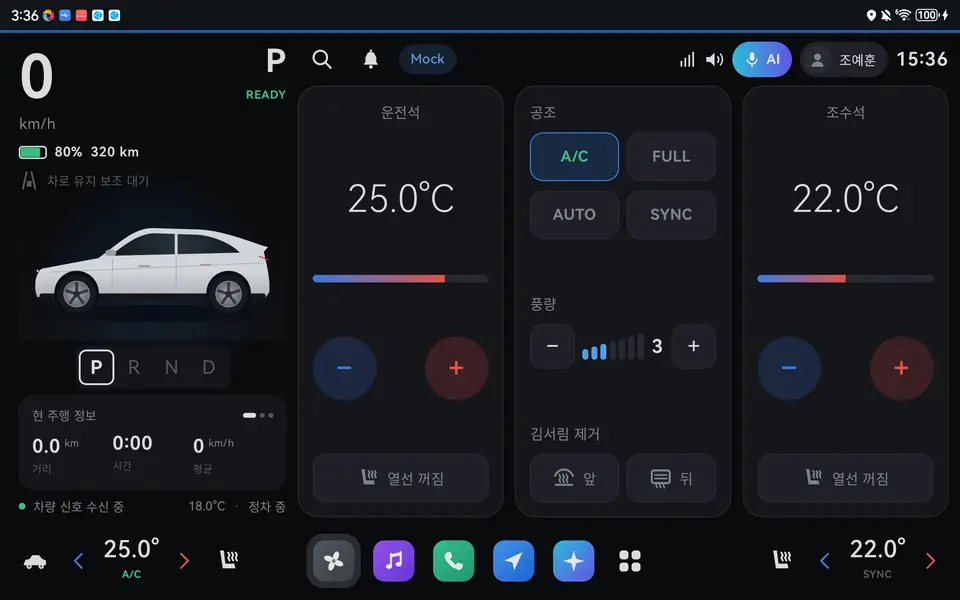 3:36
100
0
P
km/h
READY
80% 320 km
차로 유지 보조 대기
P R N D
현 주행 정보
0.0 km
0:00
0 km/h
거리
시간
평균
차량 신호 수신 중
18.0°C · 정차 중
Mock
AI
조예훈
15:36
운전석
25.0°C
− +
열선 꺼짐
공조
A/C
FULL
AUTO
SYNC
풍량
− 3 +
김서림 제거
앞
뒤
조수석
22.0°C
− +
열선 꺼짐
25.0°
A/C
22.0°
SYNC